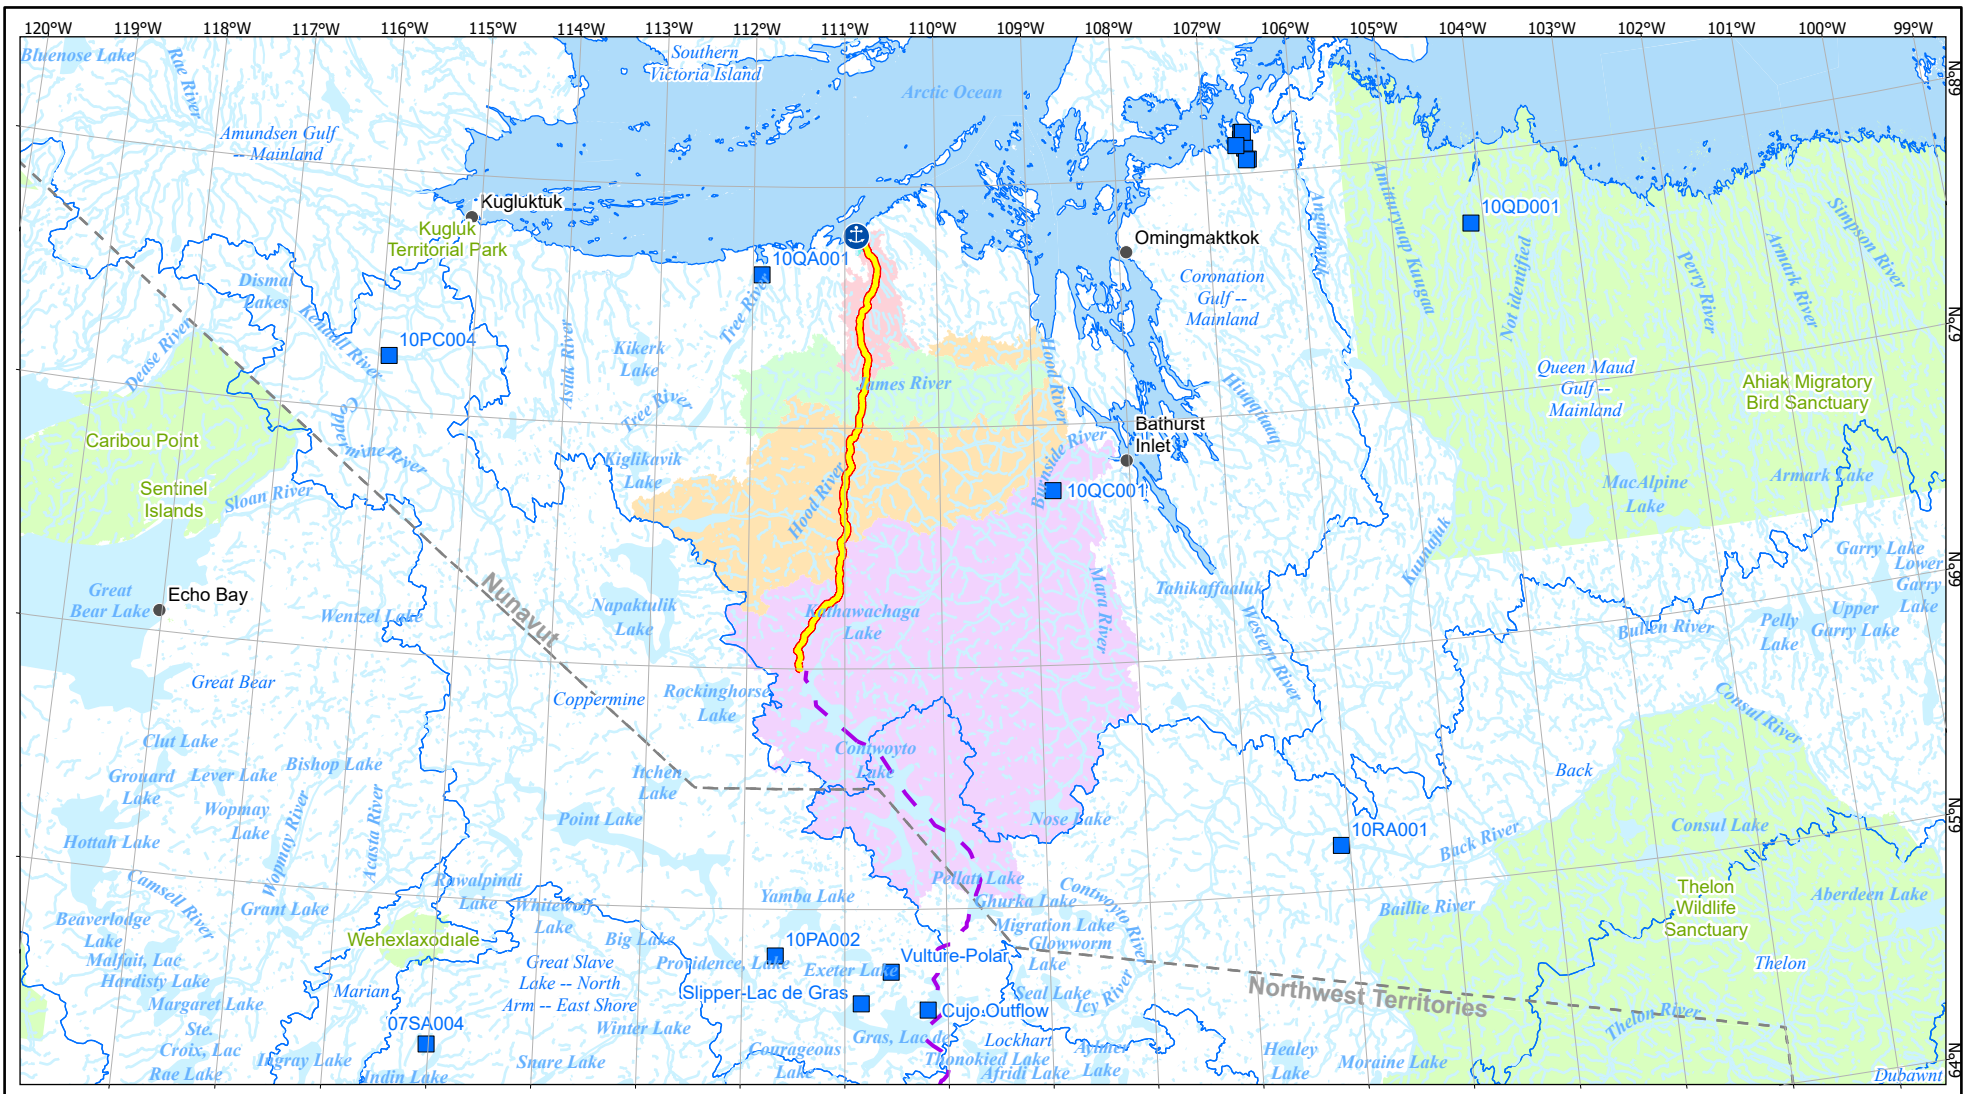 120°W 119°W 118°W 117°W 116°W 115°W 114°W 113°W 112°W 111°W 110°W 109°W 108°W 107°W 106°W 105°W 104°W 103°W 102°W 101°W 100°W 99°W
68°N
67°N
66°N
65°N
64°N
Bluenose Lake
Rae River
Southern
Victoria Island
Arctic Ocean
Amundsen Gulf
-- Mainland
Kugluktuk
Kugluk
Territorial Park
10QA001
Omingmaktok
10QD001
Amitturyuap Kuugaa
Angimayuk
Not identified
Perry River
Armark River
Simpson River
Dismal
Lakes
Kendall River
Dease River
10PC004
Asiak River
Kikerk
Lake
Tree River
Tree River
Coronation
Gulf --
Mainland
James River
Hood River
Hiuqqitaaq
Queen Maud
Gulf --
Mainland
Ahiak Migratory
Bird Sanctuary
Caribou Point
Coppermine River
Sentinel
Islands
Sloan River
Kiglikavik
Lake
Hood River
Burnside River
Bathurst
Inlet
10QC001
MacAlpine
Lake
Armark Lake
Kuunajuk
Garry Lake
Lower
Garry
Lake
Great
Bear Lake
Echo Bay
Wentzel Lake
Nunavut
Napaktulik
Lake
Kathawachaga
Lake
Mara River
Tahikaffaaluk
Western River
Bullen River
Pelly
Lake
Upper
Garry Lake
Great Bear
Coppermine
Rockinghorse
Lake
Consul River
Clut Lake
Grouard
Lake
Lever Lake
Bishop Lake
Wopmay
Lake
Wopmay River
Acasta River
Hottah Lake
Itchen
Lake
Contwoyto
Lake
Point Lake
Nose Lake
Back
10RA001
Back River
Consul Lake
Camsell River
Rawalpindi
Lake
Grant Lake
Whitewolf
Lake
Yamba Lake
Pellatt Lake
Ghurka Lake
Contwoyto River
Migration Lake
Glowworm
Lake
Baillie River
Thelon
Wildlife
Sanctuary
Aberdeen Lake
Beaverlodge
Lake
Malfait, Lac
Hardisty Lake
Wehexlaxodiale
Big Lake
10PA002
Vulture-Polar
Providence, Lake
Exeter Lake
Great Slave
Lake -- North
Arm -- East Shore
Marian
Slipper-Lac de Gras
Cujo Outflow
Seal Lake
Icy River
Northwest Territories
Thelon
Thelon River
Margaret Lake
Ste.
Croix, Lac
Rae Lake
07SA004
Ingray Lake
Indin Lake
Winter Lake
Snare Lake
Courageous
Lake
Gras, Lac de
Lockhart
Thonokied Lake
Afridi Lake
Aylmer
Lake
Healey
Lake
Moraine Lake
Dubawnt